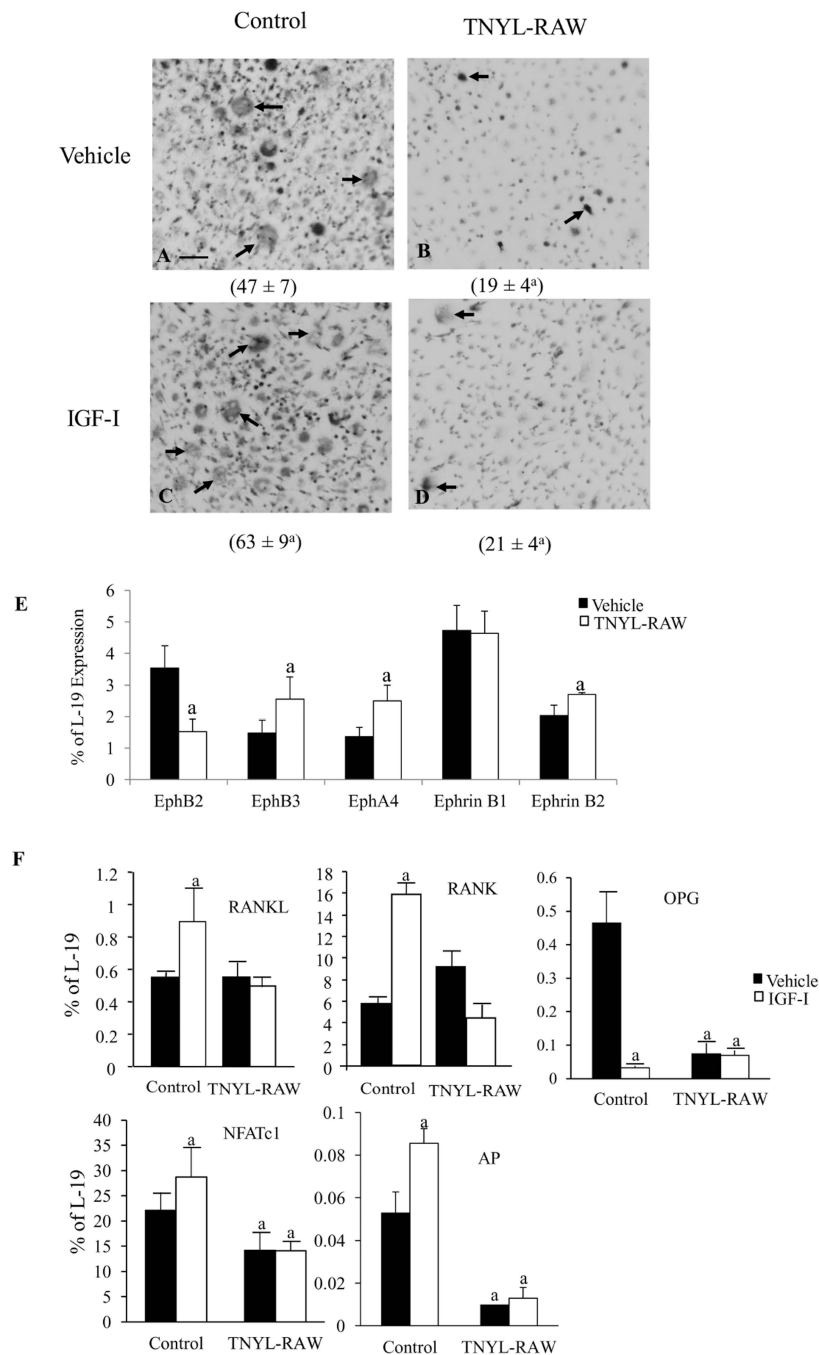 Control
TNYL-RAW
Vehicle
A
B
(47 ± 7)
(19 ± 4ᵃ)
IGF-I
C
D
(63 ± 9ᵃ)
(21 ± 4ᵃ)
E
% of L-19 Expression
6
5
4
3
2
1
0
Vehicle
TNYL-RAW
a
a
a
a
EphB2
EphB3
EphA4
Ephrin B1
Ephrin B2
F
% of L-19
1.2
1
0.8
0.6
0.4
0.2
0
a
RANKL
Control
TNYL-RAW
18
16
14
12
10
8
6
4
2
0
a
RANK
Control
TNYL-RAW
0.6
0.5
0.4
0.3
0.2
0.1
0
OPG
Vehicle
IGF-I
a
a
a
Control
TNYL-RAW
% of L-19
40
35
30
25
20
15
10
5
0
NFATc1
a
a
a
Control
TNYL-RAW
0.1
0.08
0.06
0.04
0.02
0
a
AP
a
a
Control
TNYL-RAW